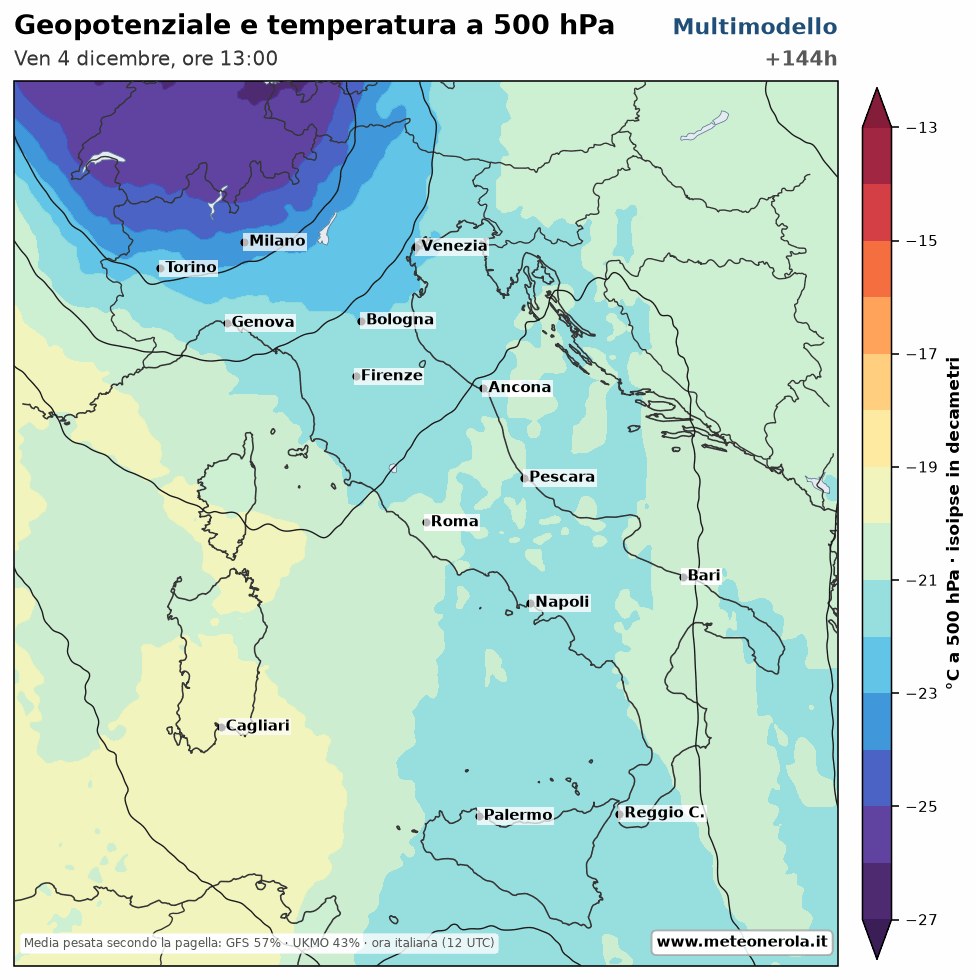 Geopotenziale e temperatura a 500 hPa
Multimodello
Ven 4 dicembre, ore 13:00
+144h
Milano
Venezia
Torino
Genova
Bologna
Firenze
Ancona
Pescara
Roma
Bari
Napoli
Cagliari
Palermo
Reggio C.
−13
−15
−17
−19
−21
−23
−25
−27
°C a 500 hPa · isoipse in decametri
Media pesata secondo la pagella: GFS 57% · UKMO 43% · ora italiana (12 UTC)
www.meteonerola.it